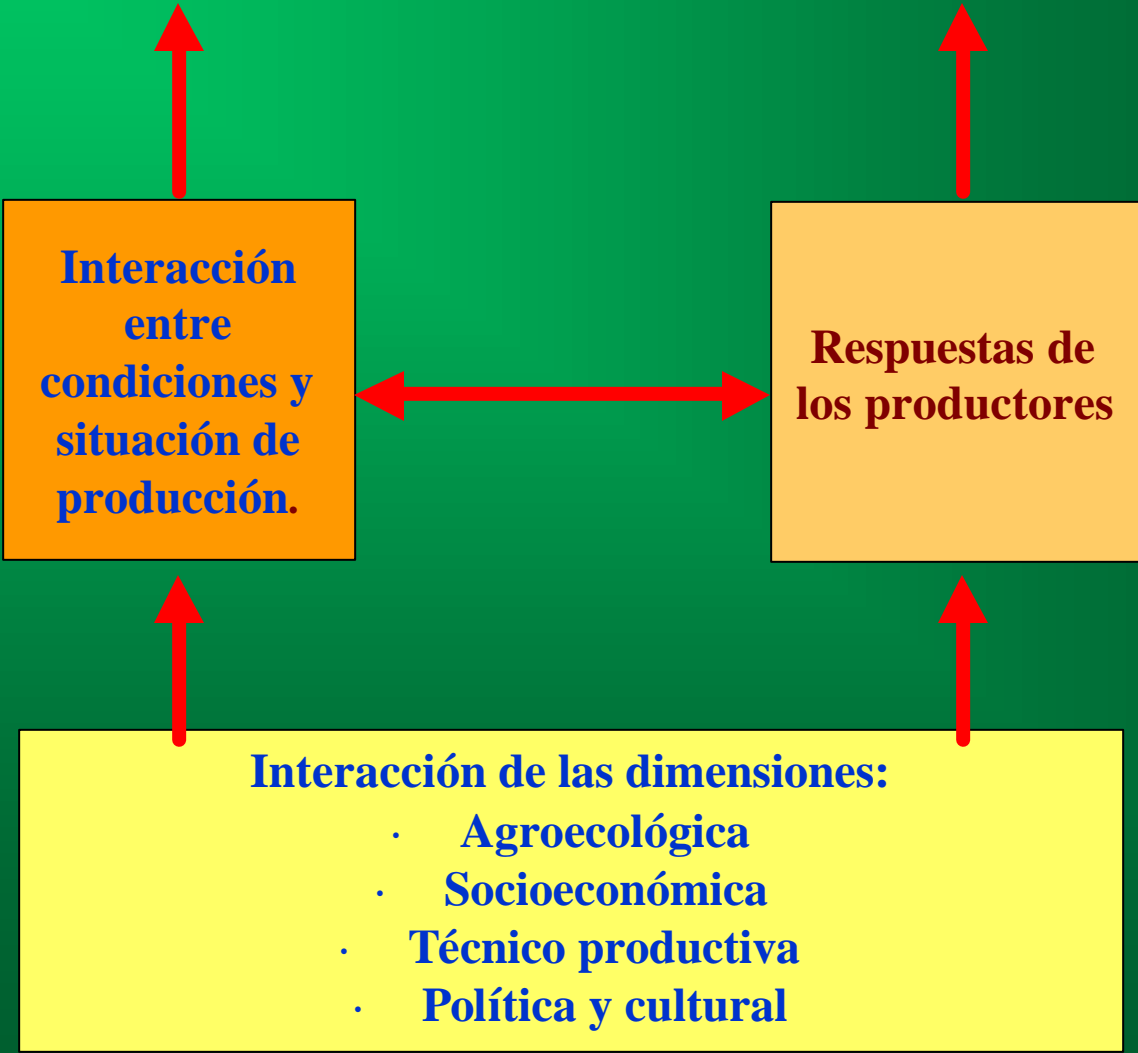 Interacción
entre
condiciones y
situación de
producción.
Respuestas de
los productores
Interacción de las dimensiones:
· Agroecológica
· Socioeconómica
· Técnico productiva
· Política y cultural